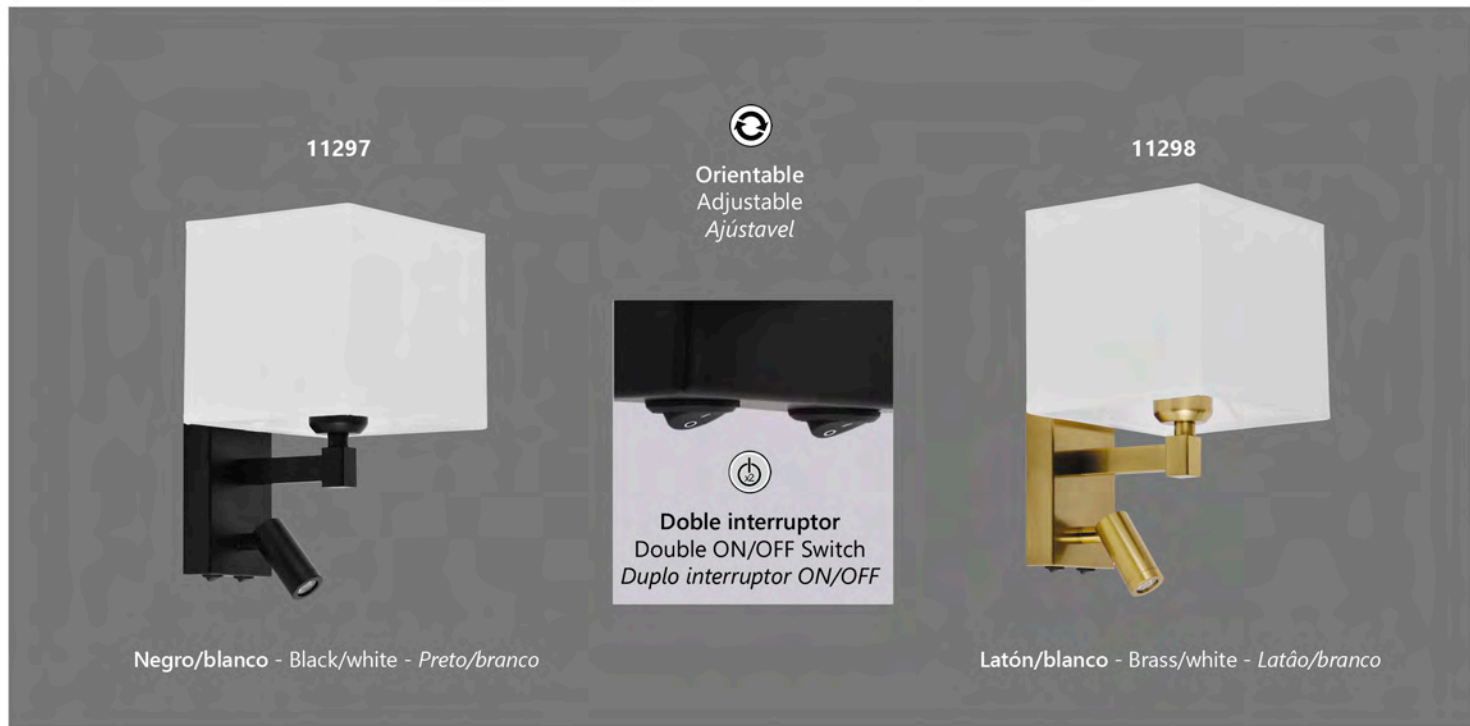 11297
Orientable
Adjustable
Ajústavel
11298
x2
Doble interruptor
Double ON/OFF Switch
Duplo interruptor ON/OFF
Negro/blanco - Black/white - Preto/branco
Latón/blanco - Brass/white - Latâo/branco